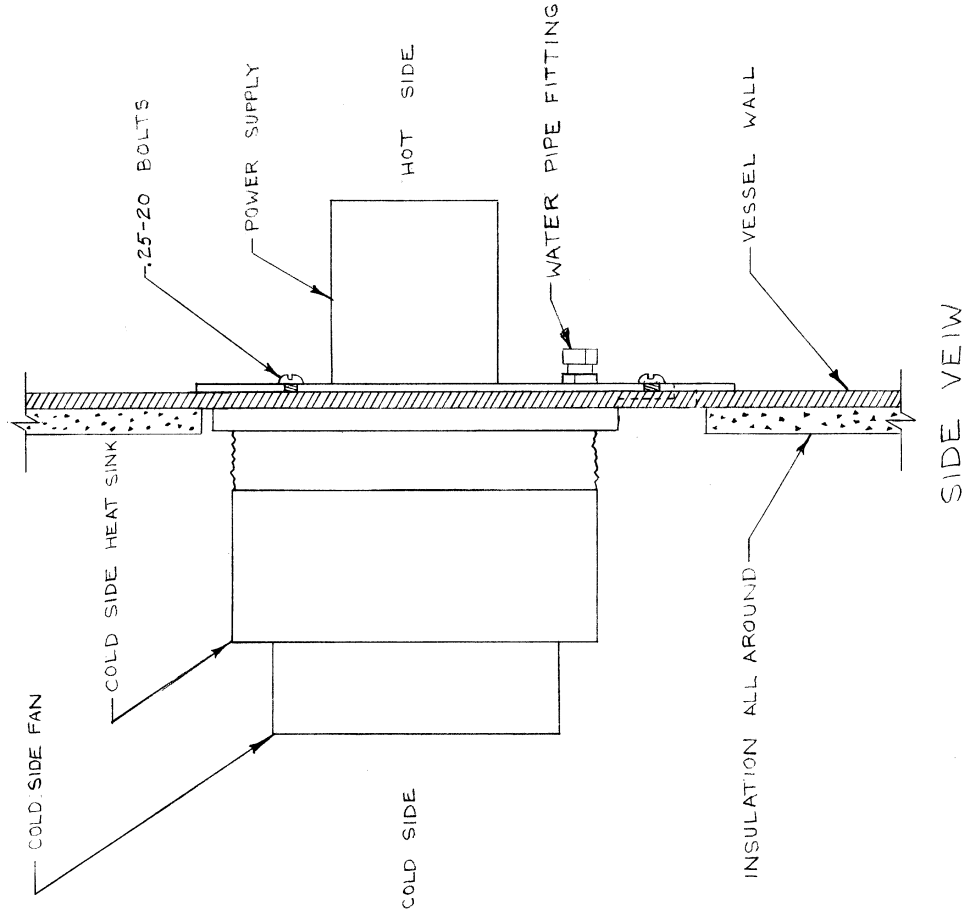 COLD SIDE FAN
COLD SIDE HEAT SINK
.25-20 BOLTS
POWER SUPPLY
COLD SIDE
HOT SIDE
WATER PIPE FITTING
INSULATION ALL AROUND
VESSEL WALL
SIDE VEIW